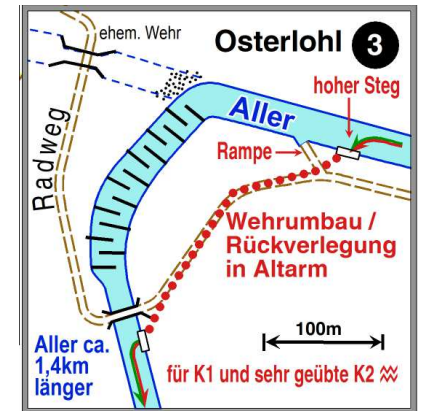 ehem. Wehr
Osterlohl 3
hoher Steg
Aller
Radweg
Rampe
Wehrumbau /
Rückverlegung
in Altarm
100m
Aller ca.
1,4km
länger
für K1 und sehr geübte K2